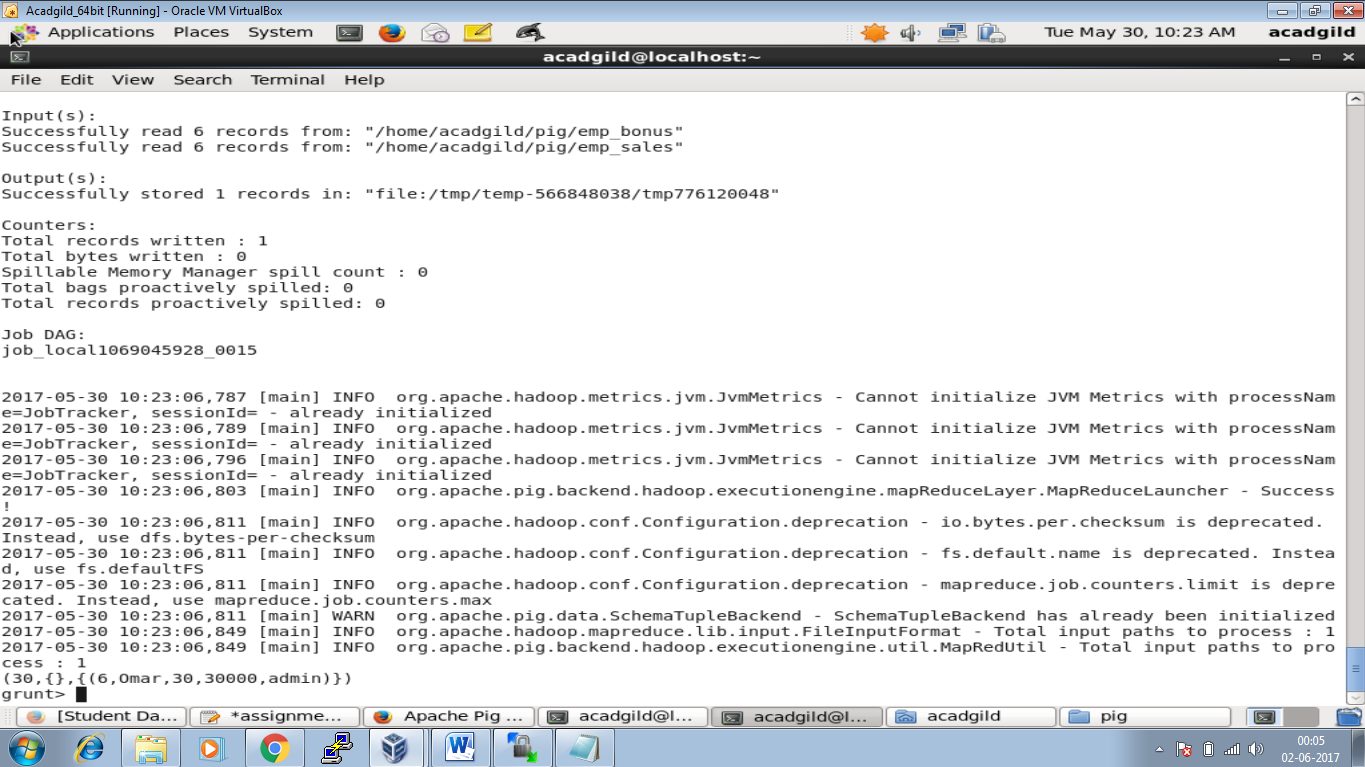 Acadgild_64bit [Running] - Oracle VM VirtualBox
Applications Places System Tue May 30, 10:23 AM acadgild
acadgild@localhost:~
File Edit View Search Terminal Help
Input(s):
Successfully read 6 records from: "/home/acadgild/pig/emp_bonus"
Successfully read 6 records from: "/home/acadgild/pig/emp_sales"
Output(s):
Successfully stored 1 records in: "file:/tmp/temp-566848038/tmp776120048"
Counters:
Total records written : 1
Total bytes written : 0
Spillable Memory Manager spill count : 0
Total bags proactively spilled: 0
Total records proactively spilled: 0
Job DAG:
job_local1069045928_0015
2017-05-30 10:23:06,787 [main] INFO  org.apache.hadoop.metrics.jvm.JvmMetrics - Cannot initialize JVM Metrics with processNam
e=JobTracker, sessionId= - already initialized
2017-05-30 10:23:06,789 [main] INFO  org.apache.hadoop.metrics.jvm.JvmMetrics - Cannot initialize JVM Metrics with processNam
e=JobTracker, sessionId= - already initialized
2017-05-30 10:23:06,796 [main] INFO  org.apache.hadoop.metrics.jvm.JvmMetrics - Cannot initialize JVM Metrics with processNam
e=JobTracker, sessionId= - already initialized
2017-05-30 10:23:06,803 [main] INFO  org.apache.pig.backend.hadoop.executionengine.mapReduceLayer.MapReduceLauncher - Success
!
2017-05-30 10:23:06,811 [main] INFO  org.apache.hadoop.conf.Configuration.deprecation - io.bytes.per.checksum is deprecated.
Instead, use dfs.bytes-per-checksum
2017-05-30 10:23:06,811 [main] INFO  org.apache.hadoop.conf.Configuration.deprecation - fs.default.name is deprecated. Instea
d, use fs.defaultFS
2017-05-30 10:23:06,811 [main] INFO  org.apache.hadoop.conf.Configuration.deprecation - mapreduce.job.counters.limit is depre
cated. Instead, use mapreduce.job.counters.max
2017-05-30 10:23:06,811 [main] WARN  org.apache.pig.data.SchemaTupleBackend - SchemaTupleBackend has already been initialized
2017-05-30 10:23:06,849 [main] INFO  org.apache.hadoop.mapreduce.lib.input.FileInputFormat - Total input paths to process : 1
2017-05-30 10:23:06,849 [main] INFO  org.apache.pig.backend.hadoop.executionengine.util.MapRedUtil - Total input paths to pro
cess : 1
(30,{},{(6,Omar,30,30000,admin)})
grunt>
[Student Da... *assignme... Apache Pig ... acadgild@l... acadgild@l... acadgild pig
00:05
02-06-2017